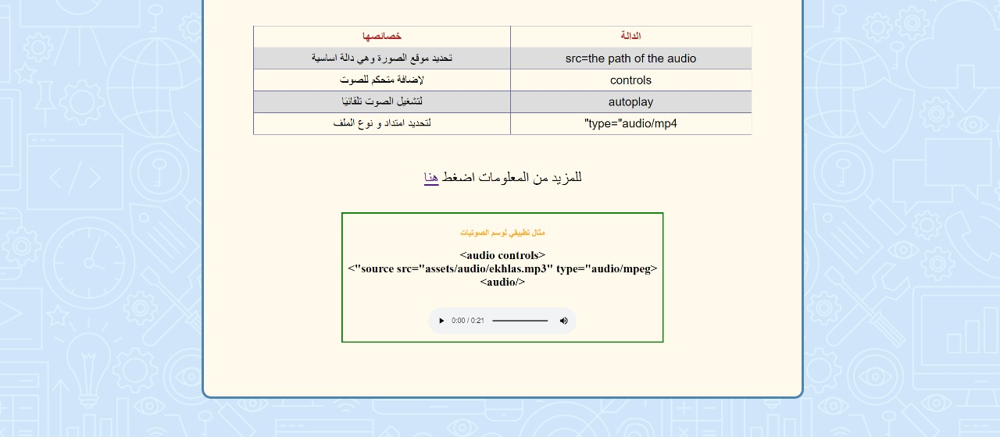 الدالة خصائصها
src=the path of the audio تحديد موقع الصورة وهي دالة اساسية
controls لإضافة متحكم للصوت
autoplay لتشغيل الصوت تلقائيًا
"type="audio/mp4 لتحديد امتداد و نوع الملف
للمزيد من المعلومات اضغط هنا
مثال تطبيقي لوسم الصوتيات
<audio controls>
<"source src="assets/audio/ekhlas.mp3" type="audio/mpeg>
<audio/>
0:00 / 0:21